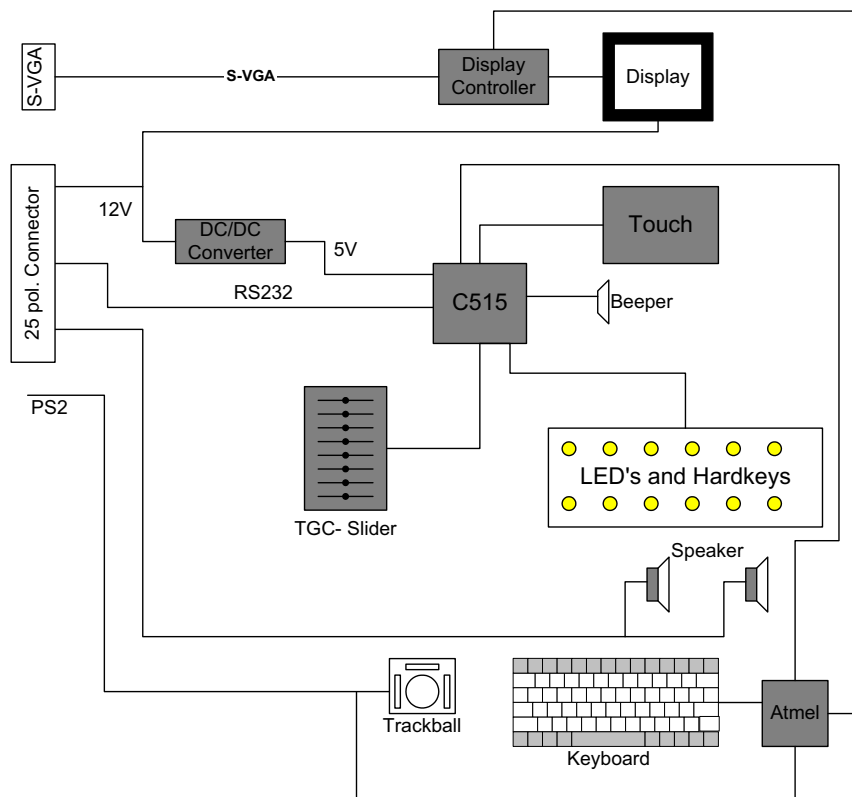 S-VGA
S-VGA
Display
Controller
Display
25 pol. Connector
12V
DC/DC
Converter
5V
Touch
RS232
C515
Beeper
PS2
LED's and Hardkeys
TGC- Slider
Speaker
Trackball
Keyboard
Atmel